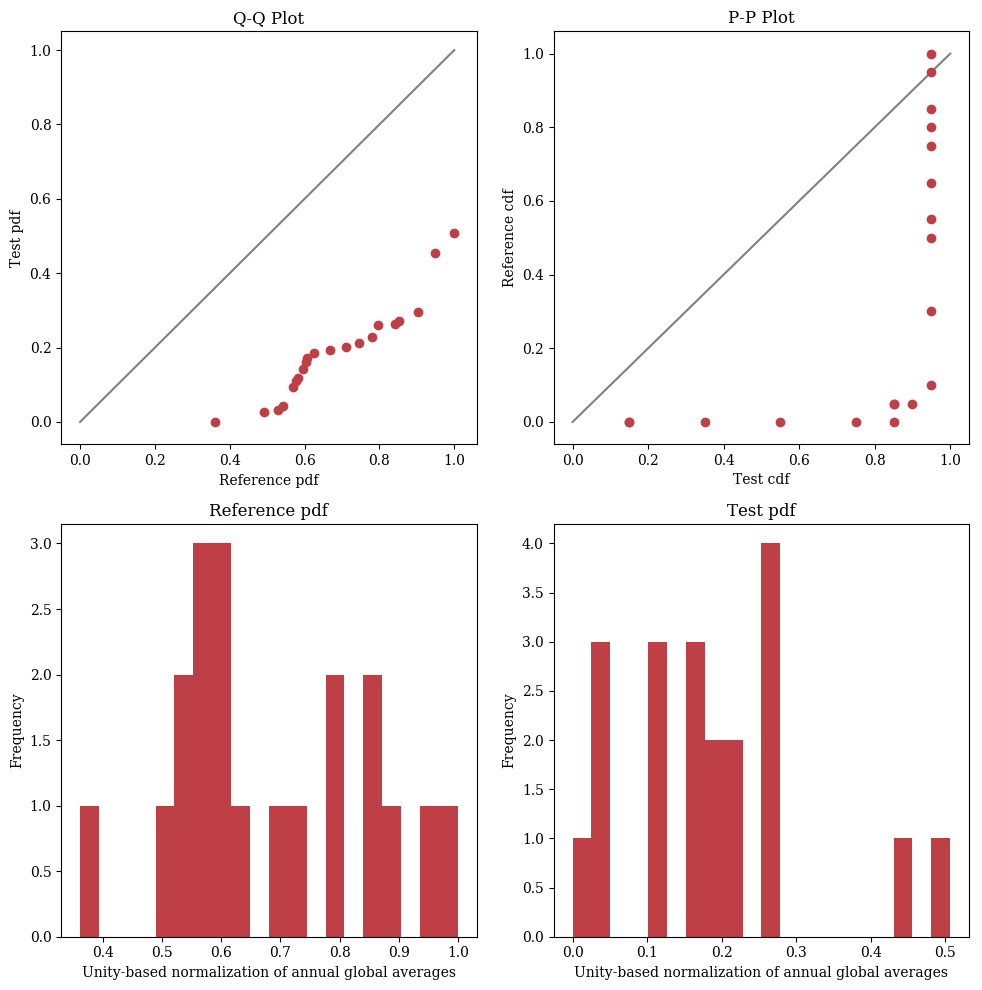 Q-Q Plot
1.0
0.8
0.6
0.4
0.2
0.0
Test pdf
0.0 0.2 0.4 0.6 0.8 1.0
Reference pdf
P-P Plot
1.0
0.8
0.6
0.4
0.2
0.0
Reference cdf
0.0 0.2 0.4 0.6 0.8 1.0
Test cdf
Reference pdf
3.0
2.5
2.0
1.5
1.0
0.5
0.0
Frequency
0.4 0.5 0.6 0.7 0.8 0.9 1.0
Unity-based normalization of annual global averages
Test pdf
4.0
3.5
3.0
2.5
2.0
1.5
1.0
0.5
0.0
Frequency
0.0 0.1 0.2 0.3 0.4 0.5
Unity-based normalization of annual global averages